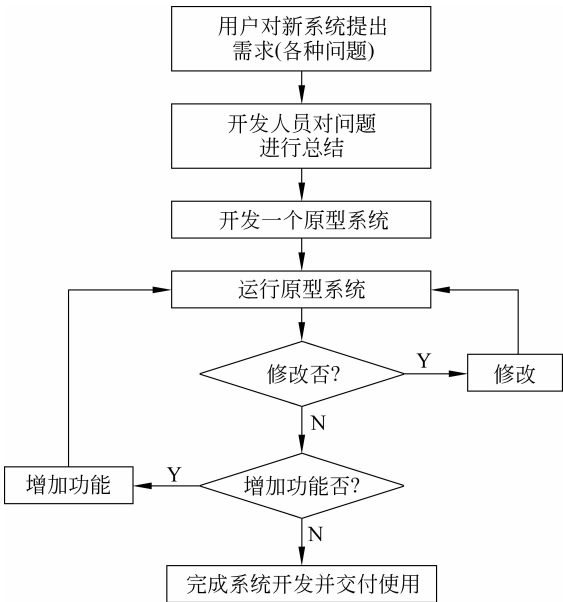 用户对新系统提出
需求(各种问题)
开发人员对问题
进行总结
开发一个原型系统
运行原型系统
修改否?
Y
修改
N
增加功能
Y
增加功能否?
N
完成系统开发并交付使用